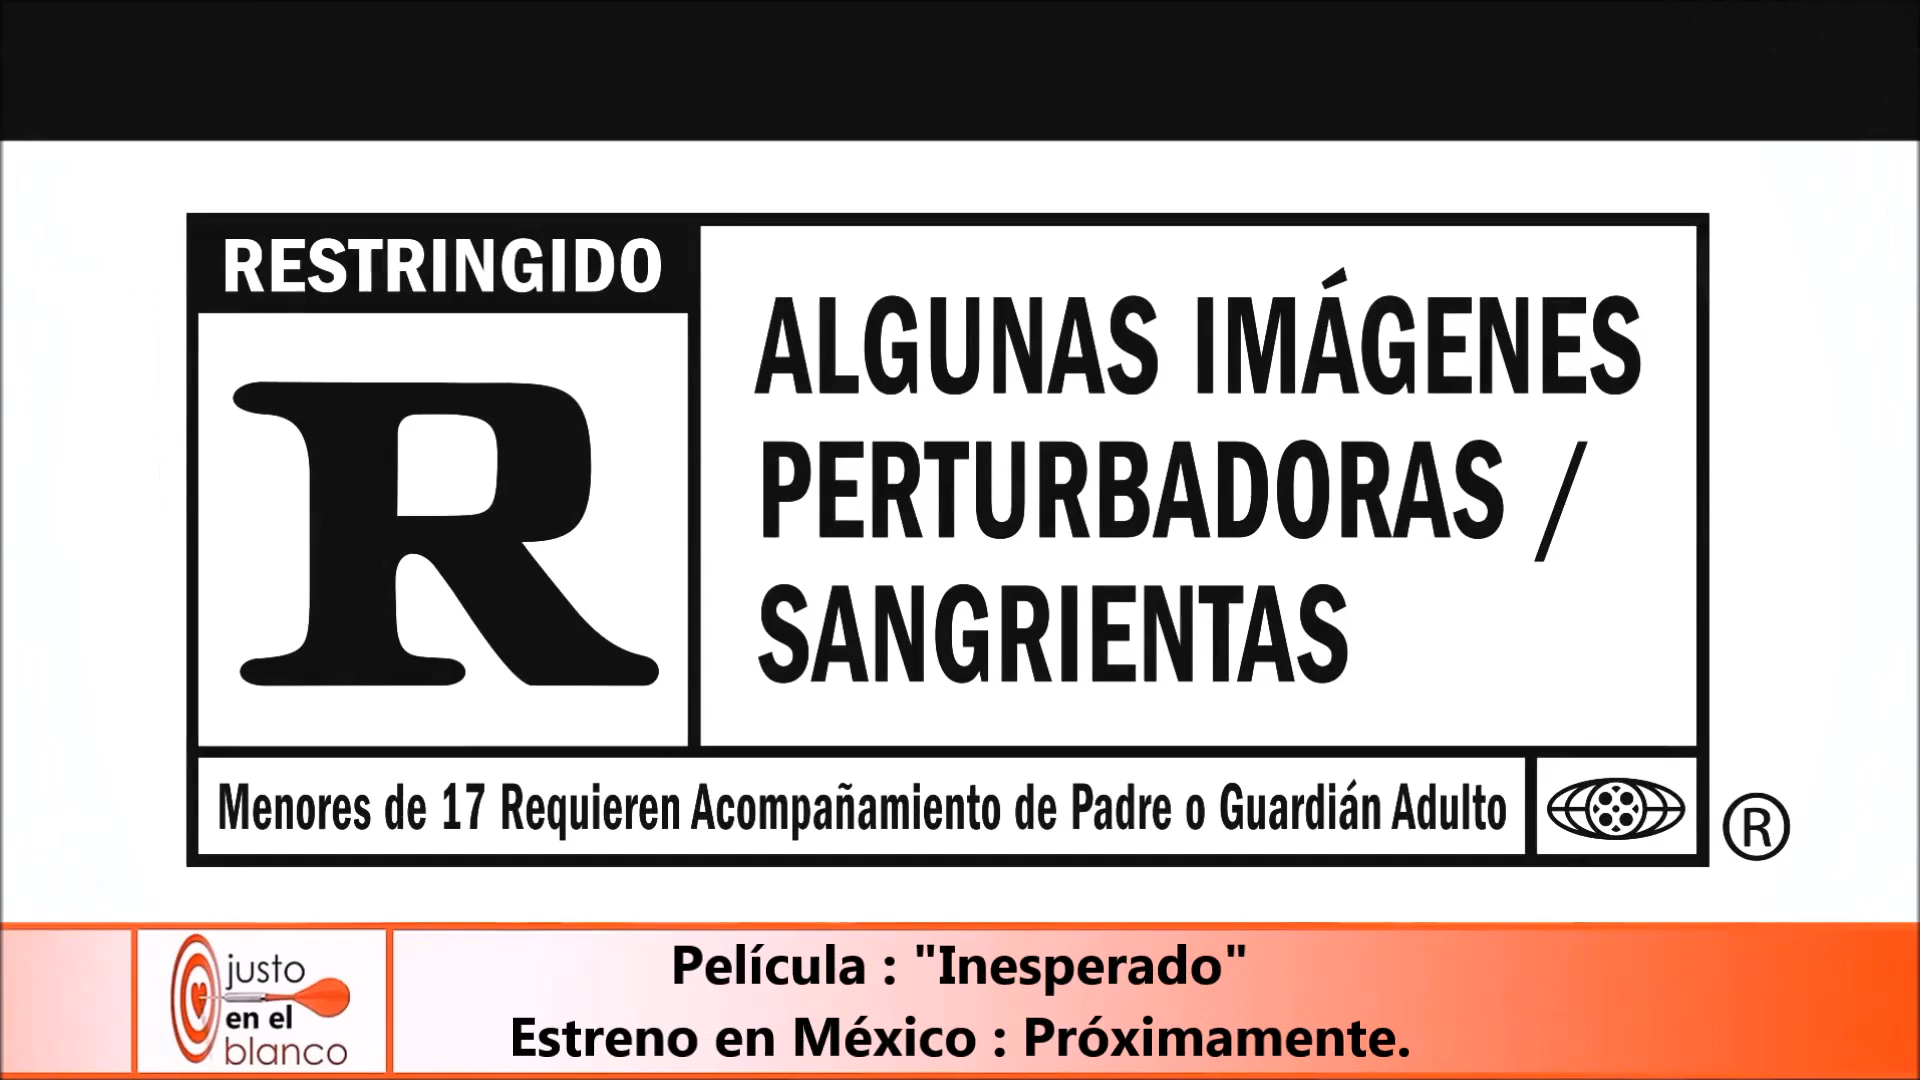 RESTRINGIDO
R
ALGUNAS IMÁGENES
PERTURBADORAS /
SANGRIENTAS
Menores de 17 Requieren Acompañamiento de Padre o Guardián Adulto
®
justo
en el
blanco
Película : "Inesperado"
Estreno en México : Próximamente.